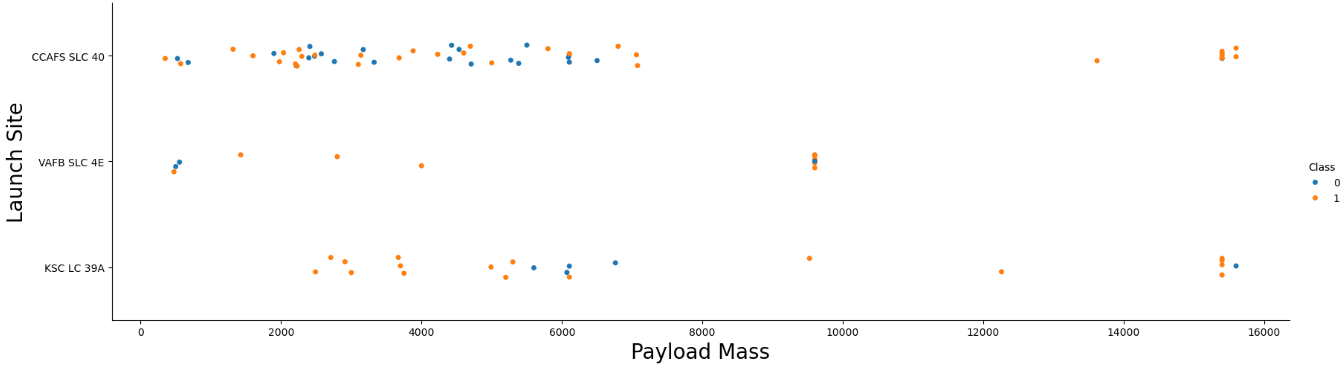 Launch Site
CCAFS SLC 40
VAFB SLC 4E
KSC LC 39A
0 2000 4000 6000 8000 10000 12000 14000 16000
Payload Mass
Class
0
1